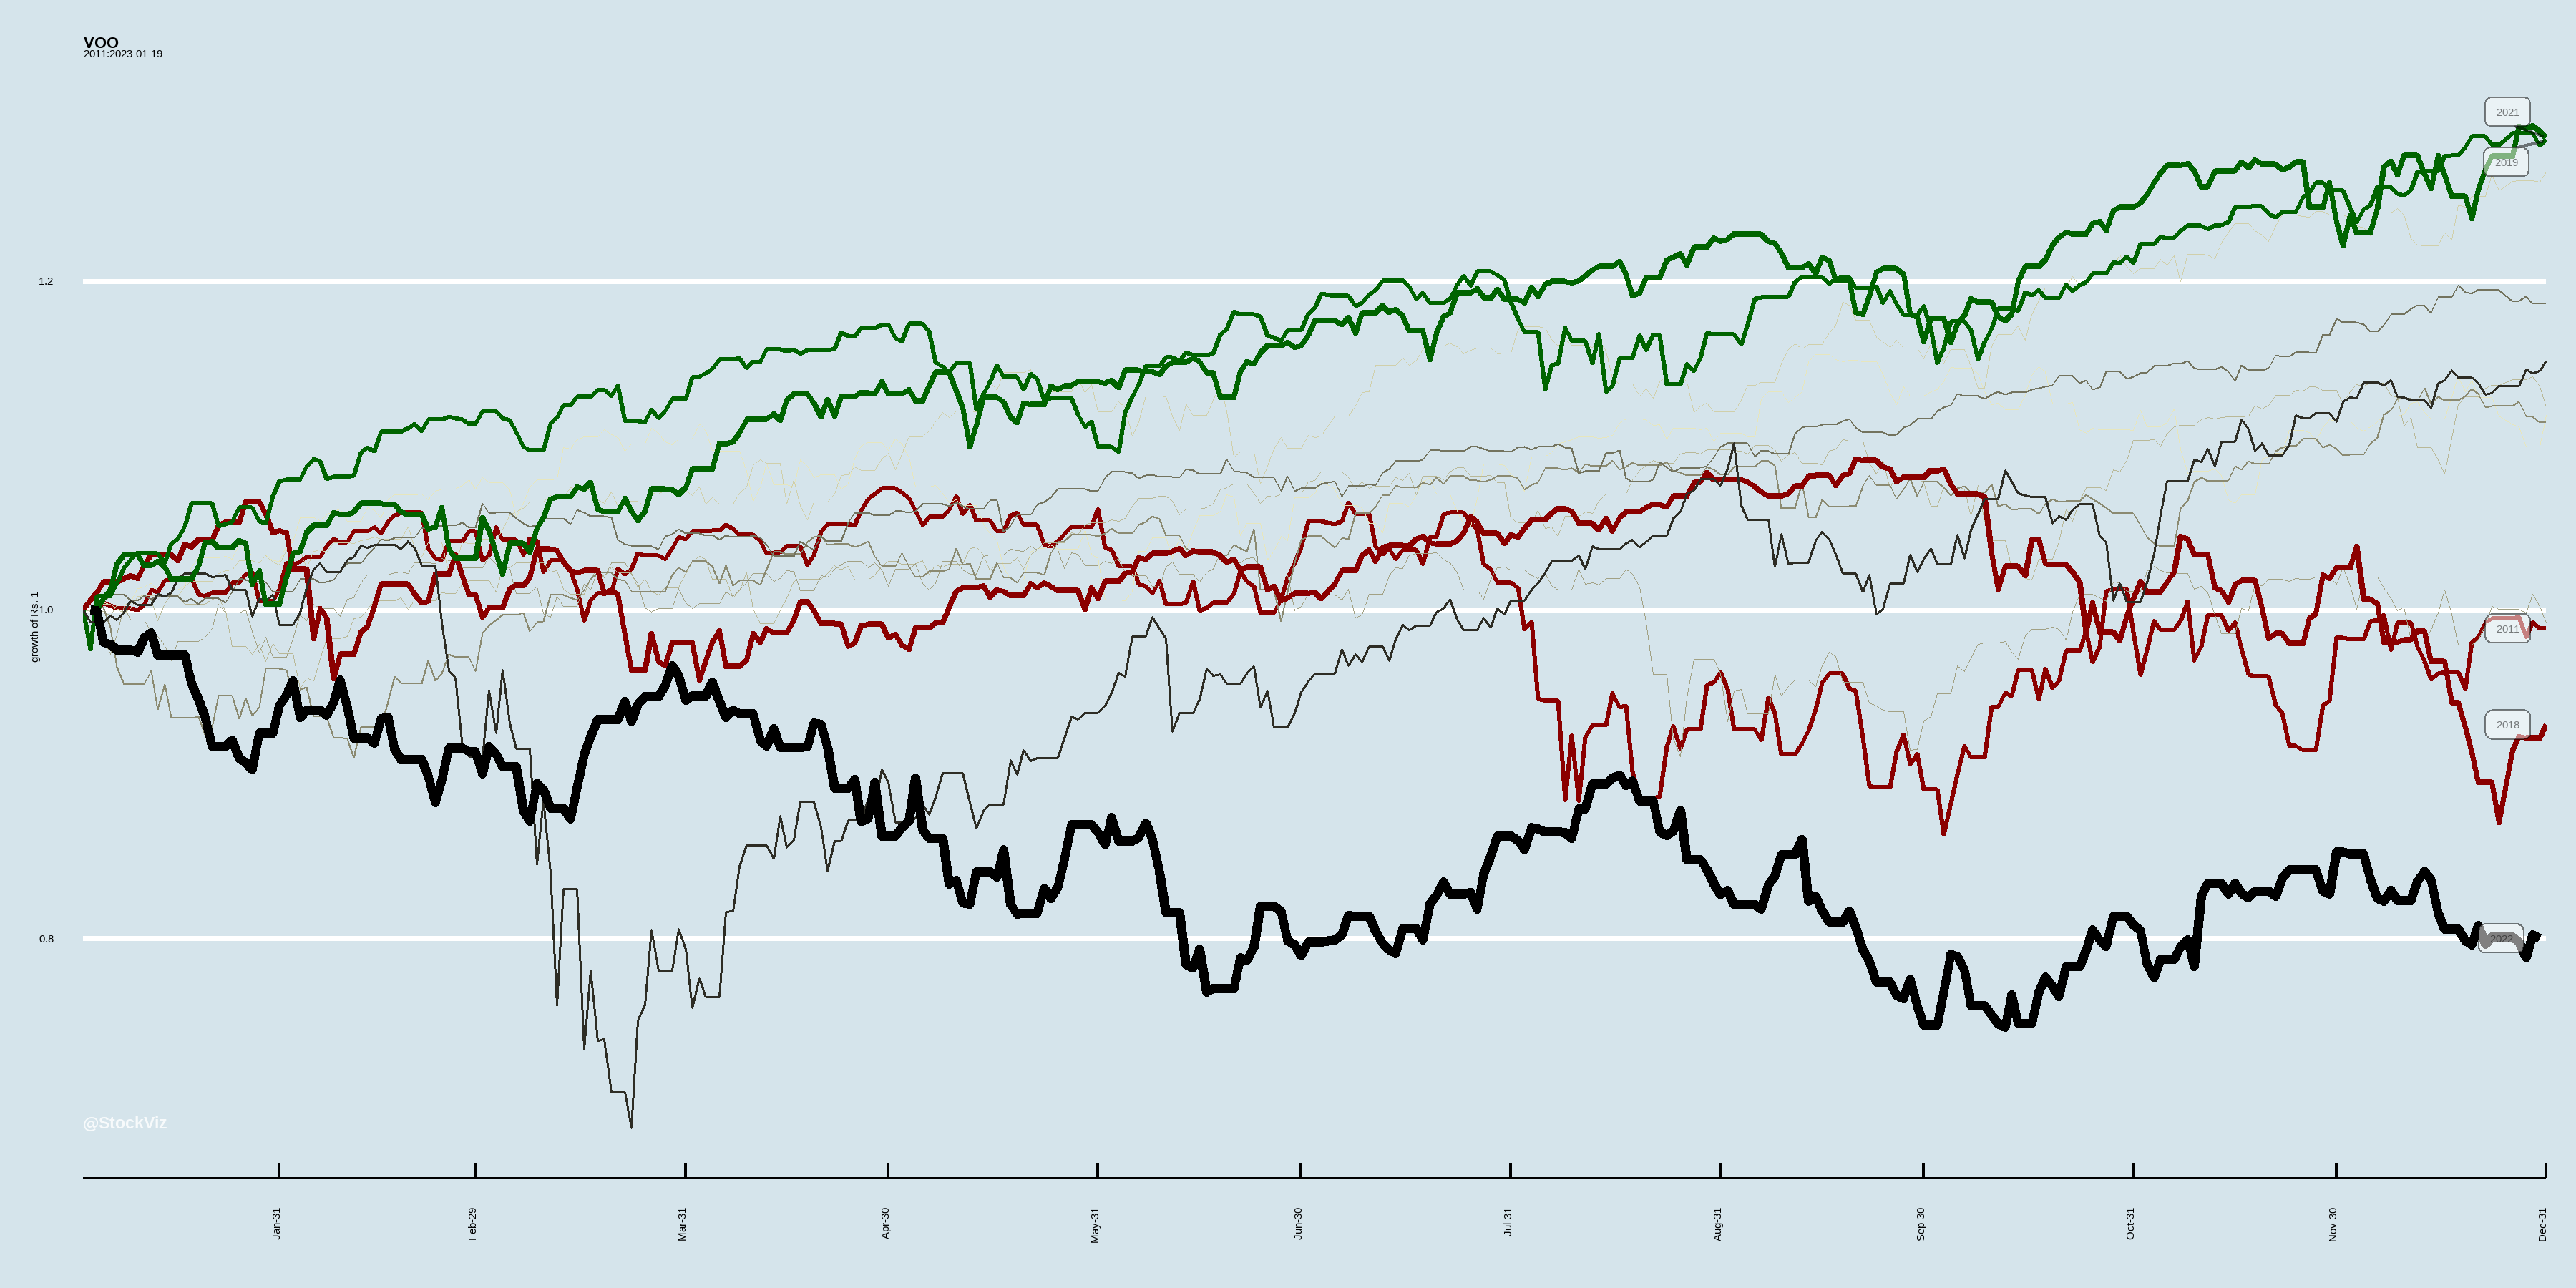 VOO
2011:2023-01-19
2021
2019
1.2
1.0
growth of Rs. 1
2011
2018
0.8
2022
@StockViz
Jan-31
Feb-29
Mar-31
Apr-30
May-31
Jun-30
Jul-31
Aug-31
Sep-30
Oct-31
Nov-30
Dec-31